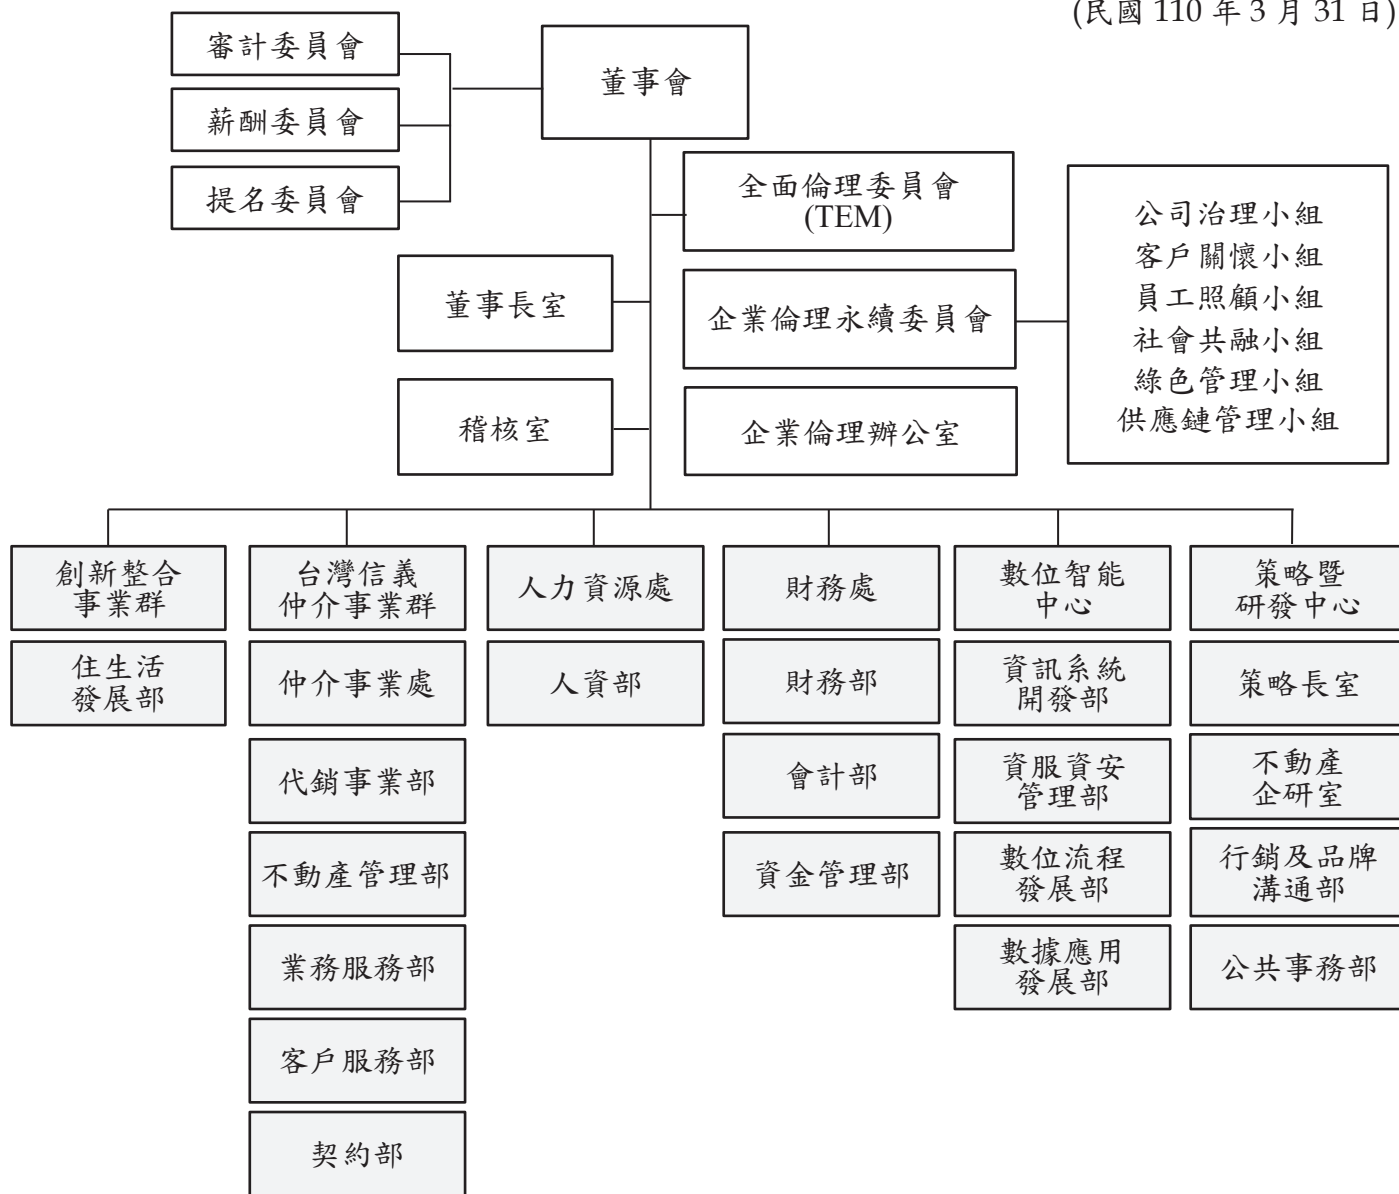 (民國 110 年 3 月 31 日)
審計委員會
薪酬委員會
提名委員會
董事會
全面倫理委員會
(TEM)
董事長室
企業倫理永續委員會
公司治理小組
客戶關懷小組
員工照顧小組
社會共融小組
綠色管理小組
供應鏈管理小組
稽核室
企業倫理辦公室
創新整合
事業群
住生活
發展部
台灣信義
仲介事業群
仲介事業處
代銷事業部
不動產管理部
業務服務部
客戶服務部
契約部
人力資源處
人資部
財務處
財務部
會計部
資金管理部
數位智能
中心
資訊系統
開發部
資服資安
管理部
數位流程
發展部
數據應用
發展部
策略暨
研發中心
策略長室
不動產
企研室
行銷及品牌
溝通部
公共事務部